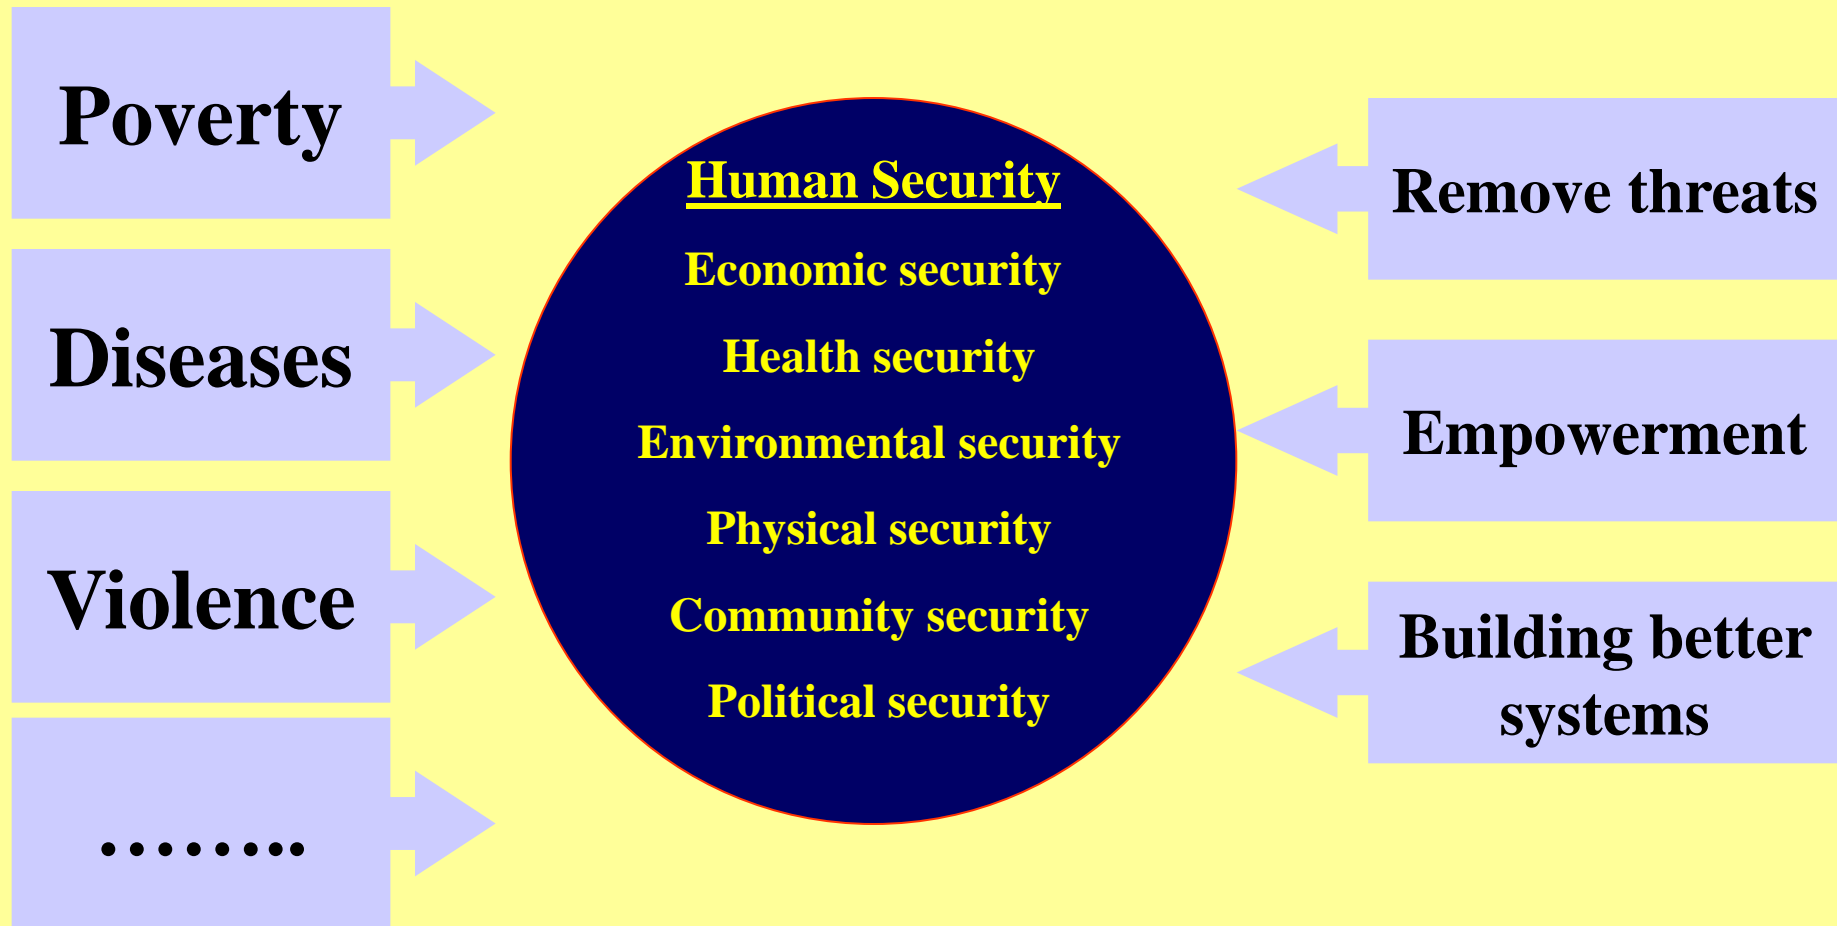 Poverty
Diseases
Violence
……..
Human Security
Economic security
Health security
Environmental security
Physical security
Community security
Political security
Remove threats
Empowerment
Building better
systems